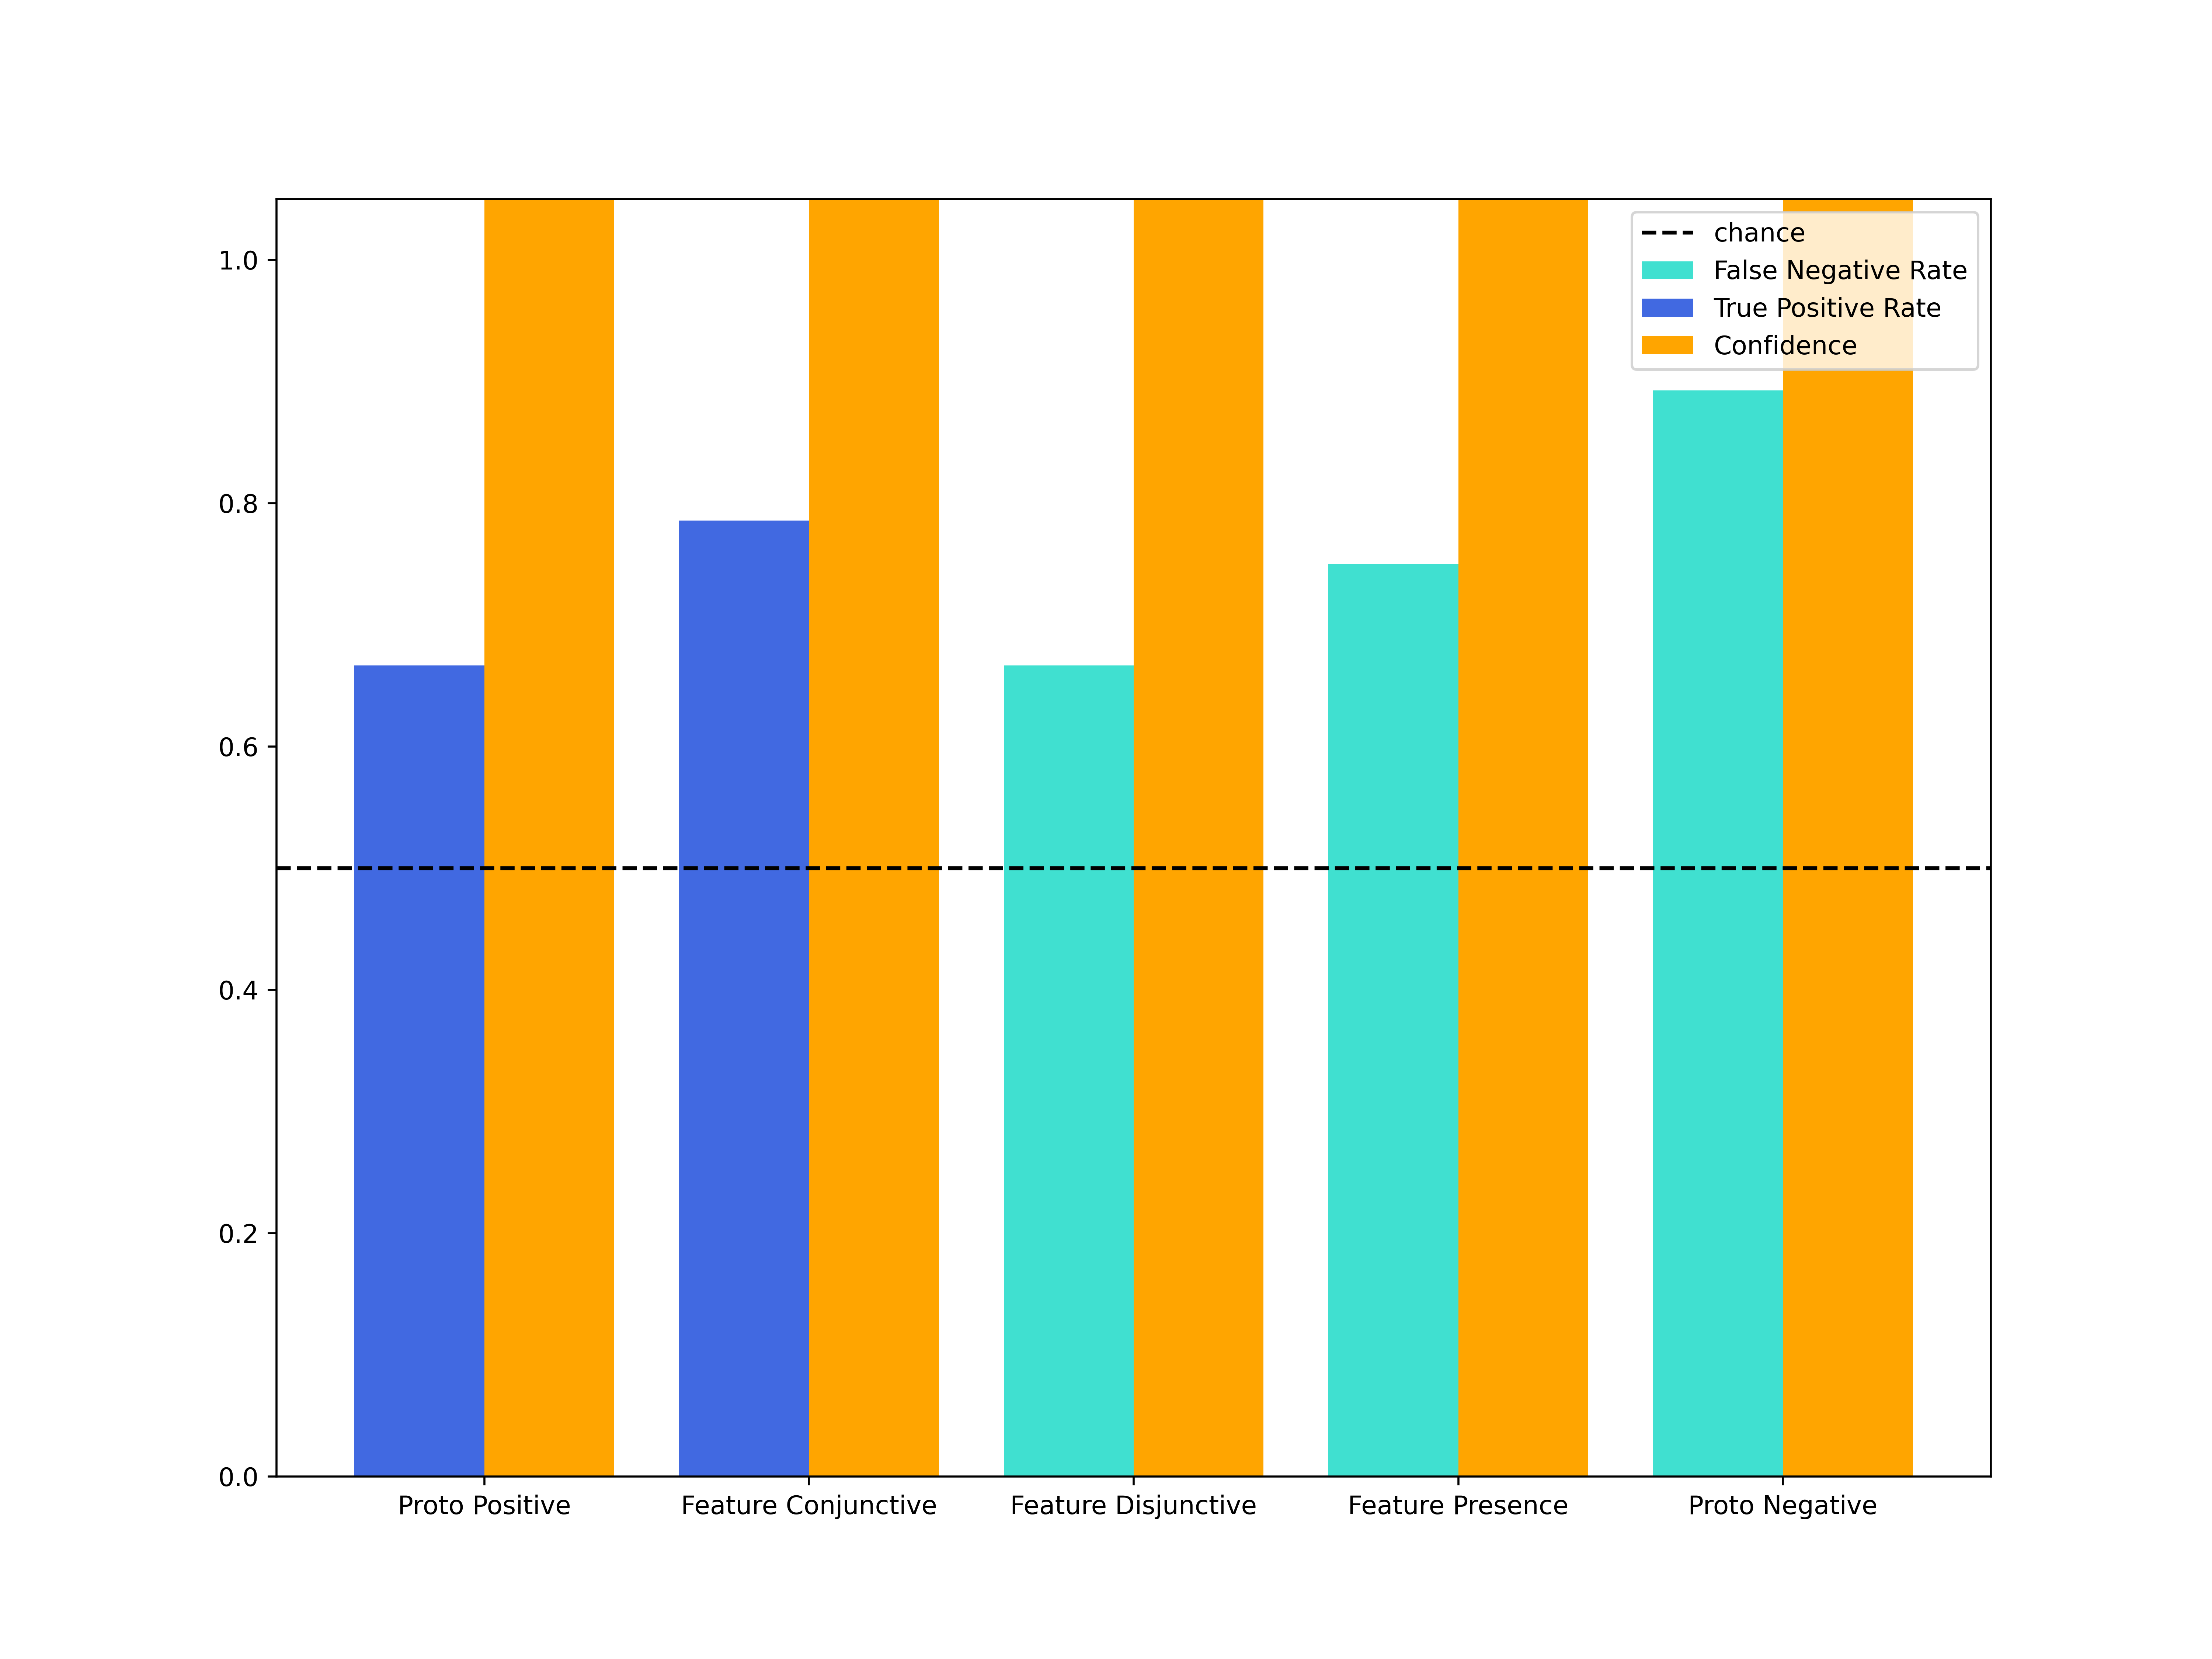 1.0
0.8
0.6
0.4
0.2
0.0
chance
False Negative Rate
True Positive Rate
Confidence
Proto Positive
Feature Conjunctive
Feature Disjunctive
Feature Presence
Proto Negative